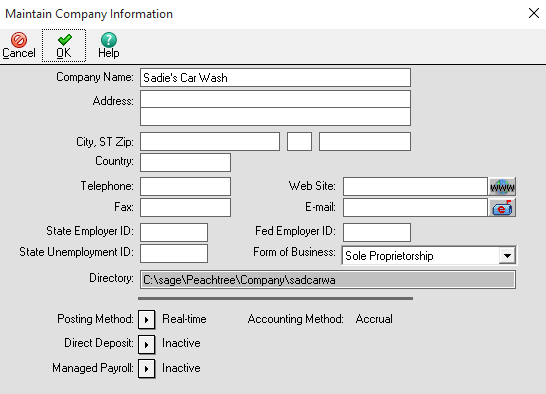 Maintain Company Information
Cancel OK Help
Company Name: Sadie's Car Wash
Address:
City, ST Zip:
Country:
Telephone: Web Site: WWW
Fax: E-mail: e
State Employer ID: Fed Employer ID:
State Unemployment ID: Form of Business: Sole Proprietorship
Directory: C:\sage\Peachtree\Company\sadcarwa
Posting Method: Real-time Accounting Method: Accrual
Direct Deposit: Inactive
Managed Payroll: Inactive